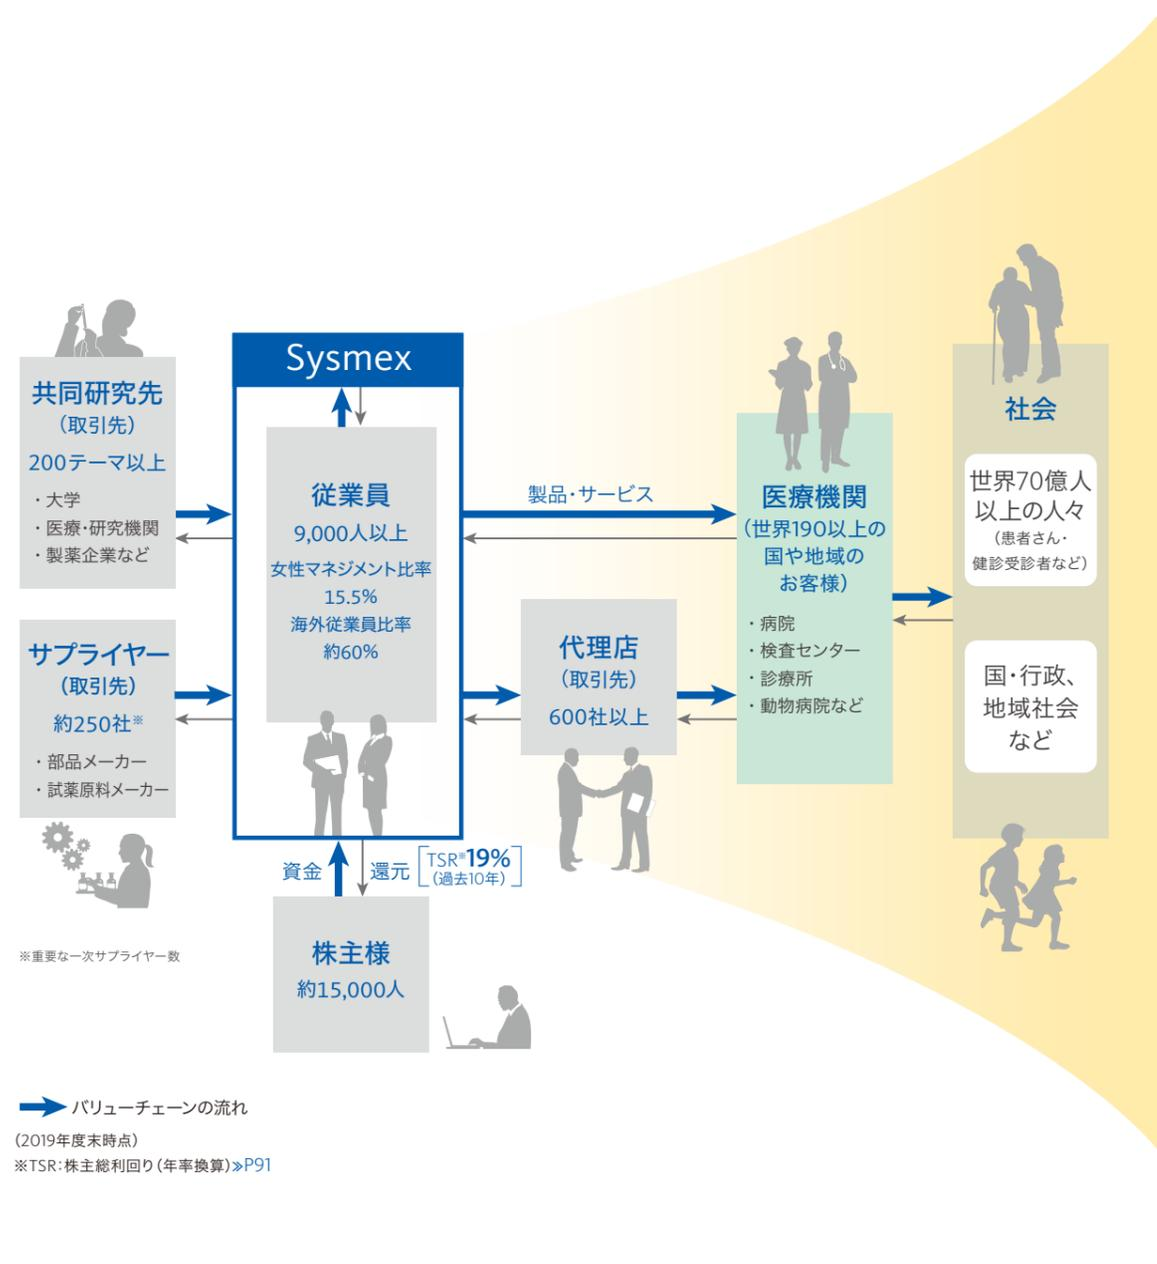 共同研究先
（取引先）
200テーマ以上
・大学
・医療・研究機関
・製薬企業など
サプライヤー
（取引先）
約250社※
・部品メーカー
・試薬原料メーカー
※重要な一次サプライヤー数
Sysmex
従業員
9,000人以上
女性マネジメント比率
15.5%
海外従業員比率
約60%
資金
還元
TSR※19%
（過去10年）
株主様
約15,000人
製品・サービス
代理店
（取引先）
600社以上
医療機関
（世界190以上の
国や地域の
お客様）
・病院
・検査センター
・診療所
・動物病院など
社会
世界70億人
以上の人々
（患者さん・
健診受診者など）
国・行政、
地域社会
など
バリューチェーンの流れ
（2019年度末時点）
※TSR：株主総利回り（年率換算）≫P91